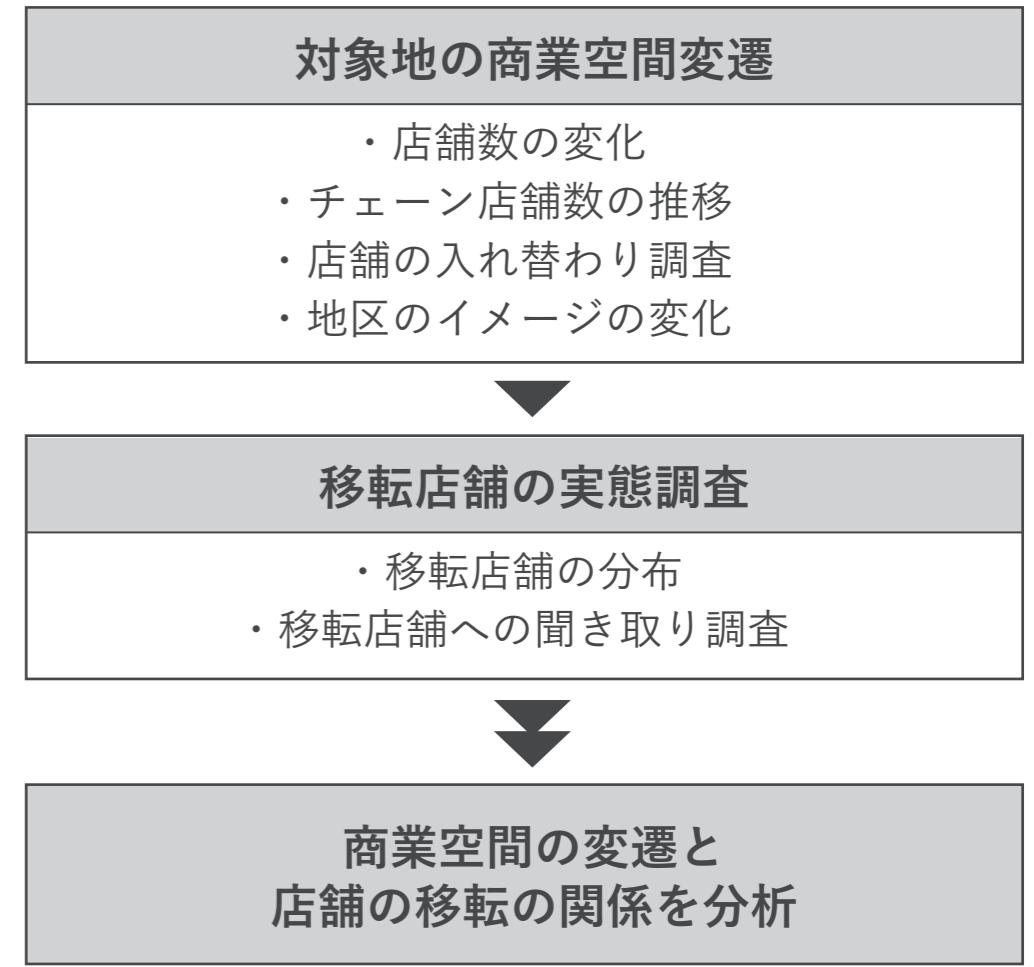 対象地の商業空間変遷
・店舗数の変化
・チェーン店舗数の推移
・店舗の入れ替わり調査
・地区のイメージの変化
移転店舗の実態調査
・移転店舗の分布
・移転店舗への聞き取り調査
商業空間の変遷と
店舗の移転の関係を分析